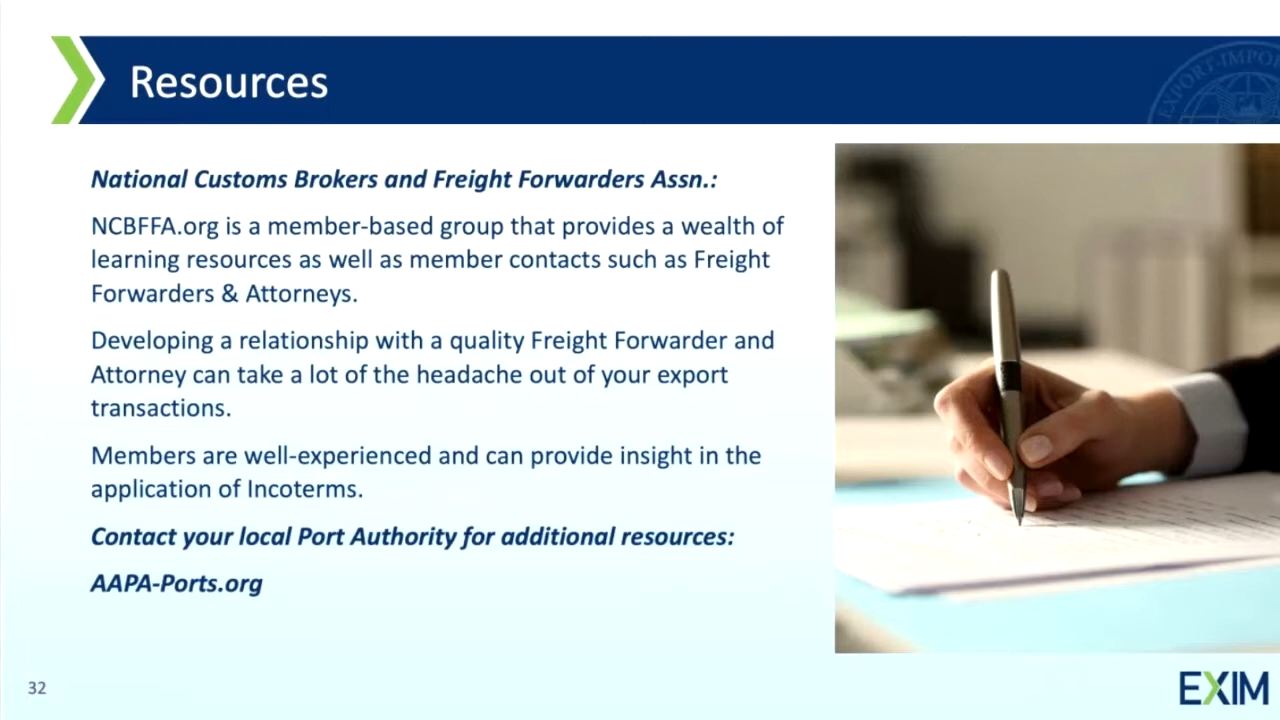 Resources
National Customs Brokers and Freight Forwarders Assn.:
NCBFFA.org is a member-based group that provides a wealth of
learning resources as well as member contacts such as Freight
Forwarders & Attorneys.
Developing a relationship with a quality Freight Forwarder and
Attorney can take a lot of the headache out of your export
transactions.
Members are well-experienced and can provide insight in the
application of Incoterms.
Contact your local Port Authority for additional resources:
AAPA-Ports.org
32
EXIM